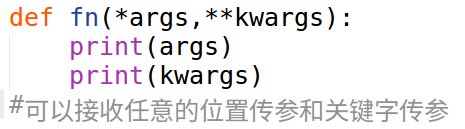 def fn(*args,**kwargs):
    print(args)
    print(kwargs)
#可以接收任意的位置传参和关键字传参